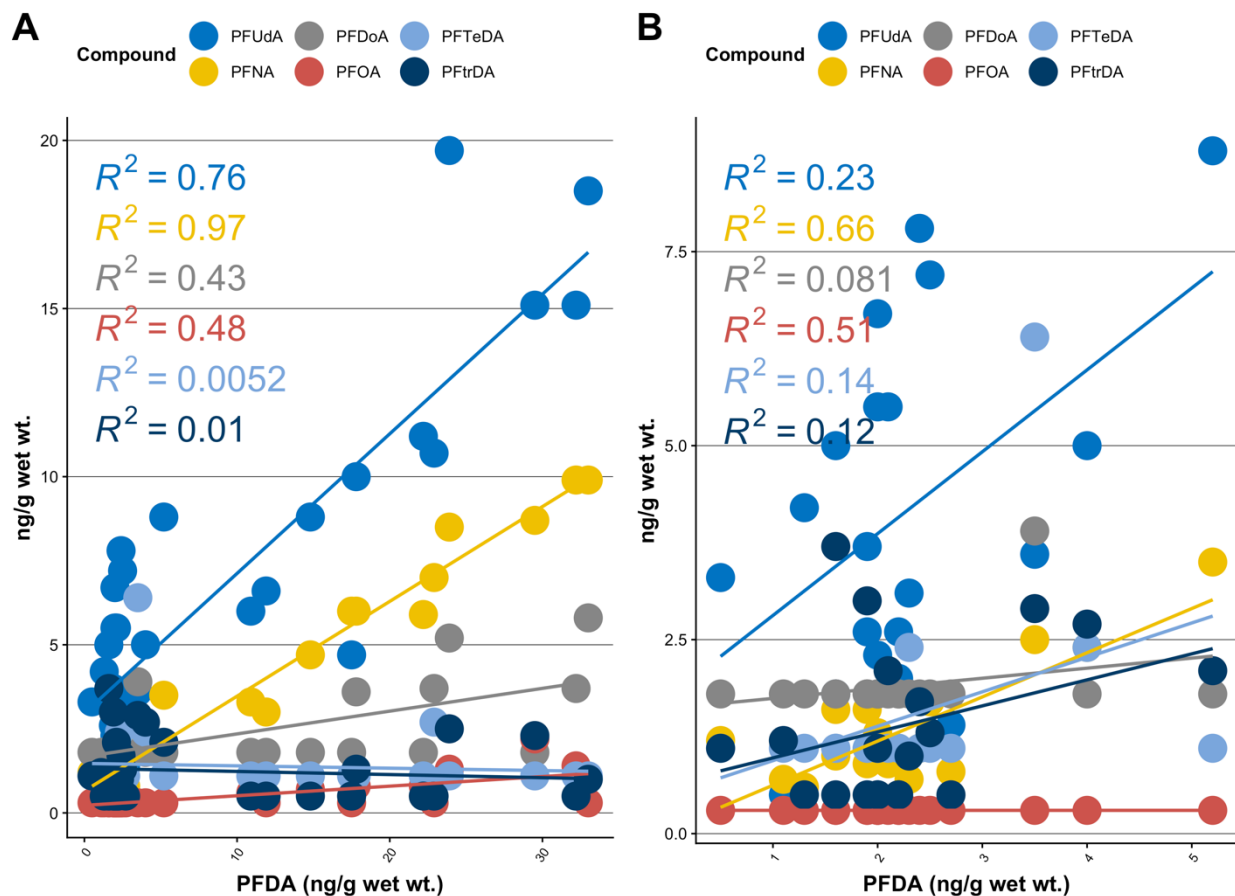 A
Compound
PFUdA
PFDoA
PFTeDA
PFNA
PFOA
PFtrDA
20
15
10
5
0
ng/g wet wt.
R² = 0.76
R² = 0.97
R² = 0.43
R² = 0.48
R² = 0.0052
R² = 0.01
0
10
20
30
PFDA (ng/g wet wt.)
B
Compound
PFUdA
PFDoA
PFTeDA
PFNA
PFOA
PFtrDA
7.5
5.0
2.5
0.0
ng/g wet wt.
R² = 0.23
R² = 0.66
R² = 0.081
R² = 0.51
R² = 0.14
R² = 0.12
1
2
3
4
5
PFDA (ng/g wet wt.)